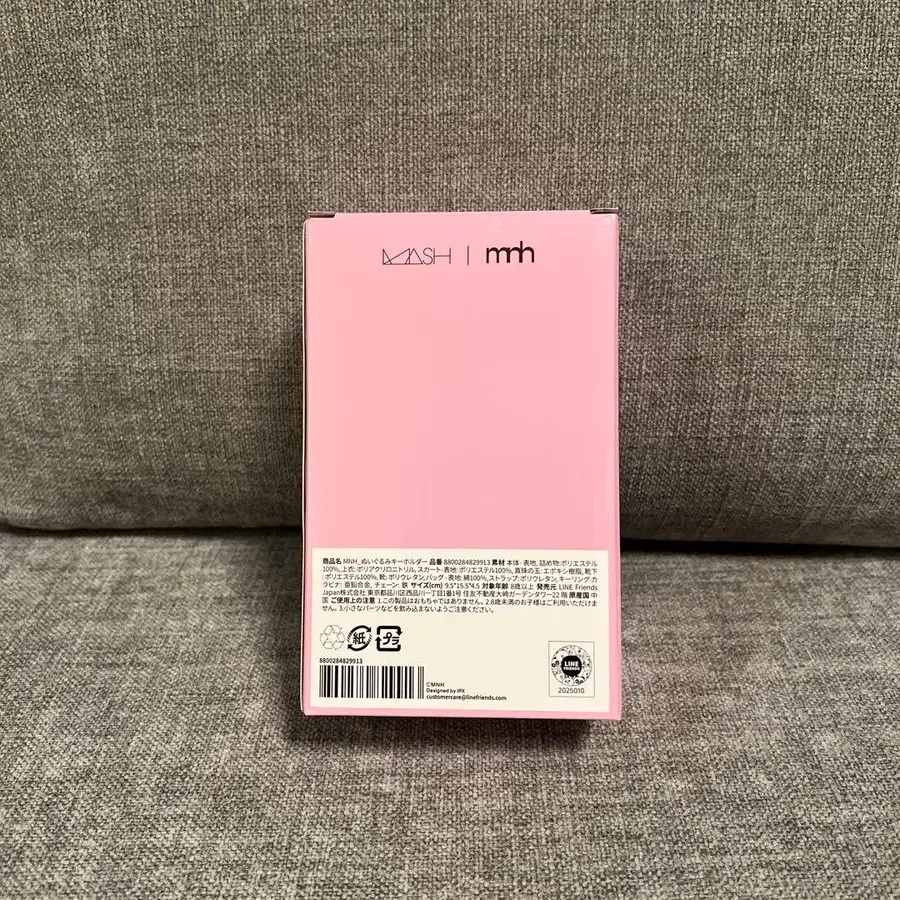 MASH | mnh
商品名 MNH_ぬいぐるみキーホルダー 品番 8800284829913 素材 本体- 表地, 詰め物: ポリエステル
100%, 上衣: ポリアクリロニトリル, スカート- 表地: ポリエステル100%, 真珠の玉: エポキシ樹脂, 靴下
: ポリエステル100%, 靴: ポリウレタン, バッグ- 表地: 綿100%, ストラップ: ポリウレタン, キーリング·カ
ラビナ: 亜鉛合金, チェーン: 鉄 サイズ(cm) 9.5*15.5*4.5 対象年齢 8歳以上 発売元 LINE Friends
Japan株式会社 東京都品川区西品川一丁目1番1号 住友不動産大崎ガーデンタワー22 階 原産国 中
国 ご使用上の注意 1.この製品はおもちゃではありません。2.8歳未満のお子様はご利用いただけませ
ん。3.小さなパーツなどを飲み込まないようご注意ください。
紙 プラ
8800284829913
©MNH
Designed by IPX
customercare@linefriends.com
LINE
FRIENDS
2025010